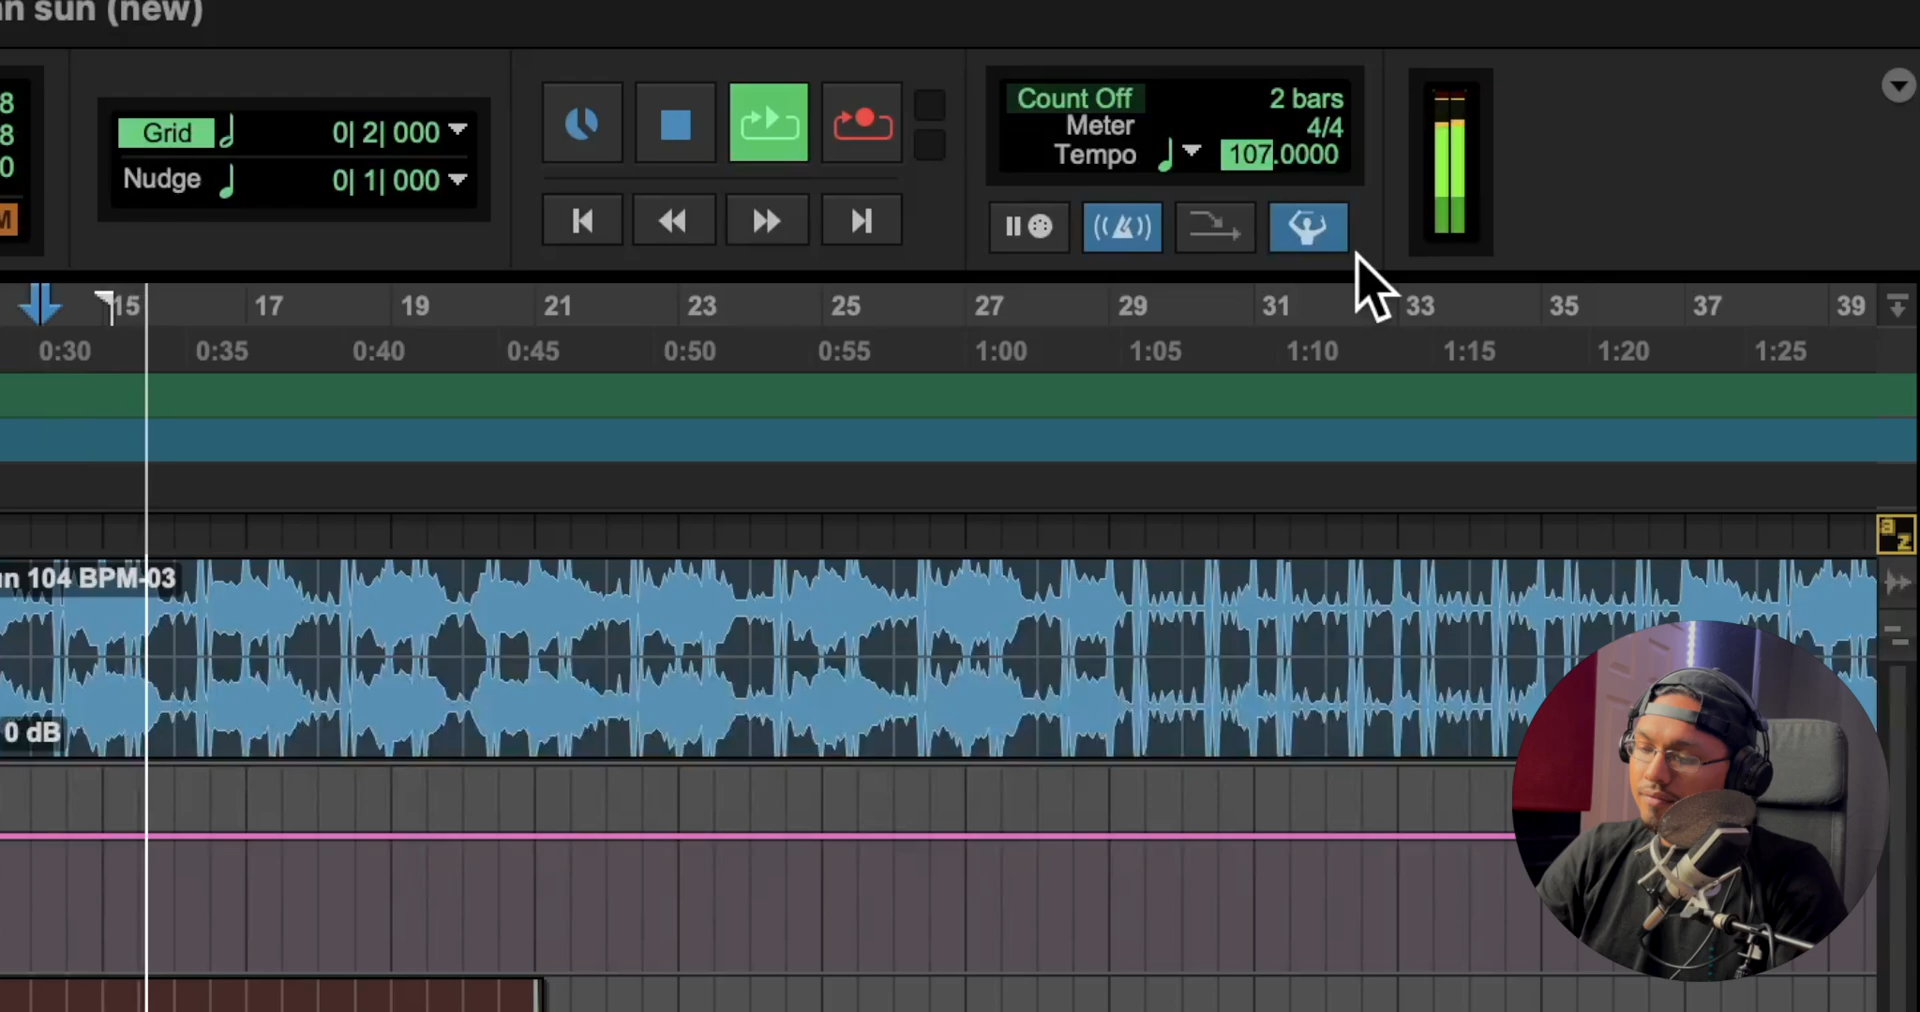 n sun (new)
8
8
0
M
Grid 0| 2| 000
Nudge 0| 1| 000
Count Off 2 bars
Meter 4/4
Tempo 107.0000
15 17 19 21 23 25 27 29 31 33 35 37 39
0:30 0:35 0:40 0:45 0:50 0:55 1:00 1:05 1:10 1:15 1:20 1:25
a
z
un 104 BPM-03
0 dB